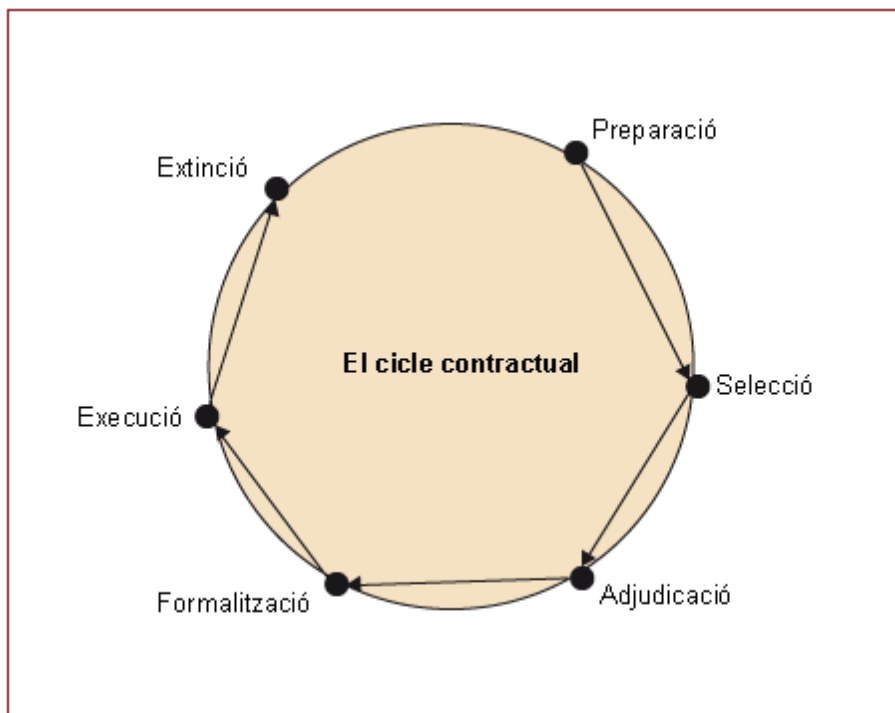 Preparació
Extinció
El cicle contractual
Selecció
Execució
Adjudicació
Formalització